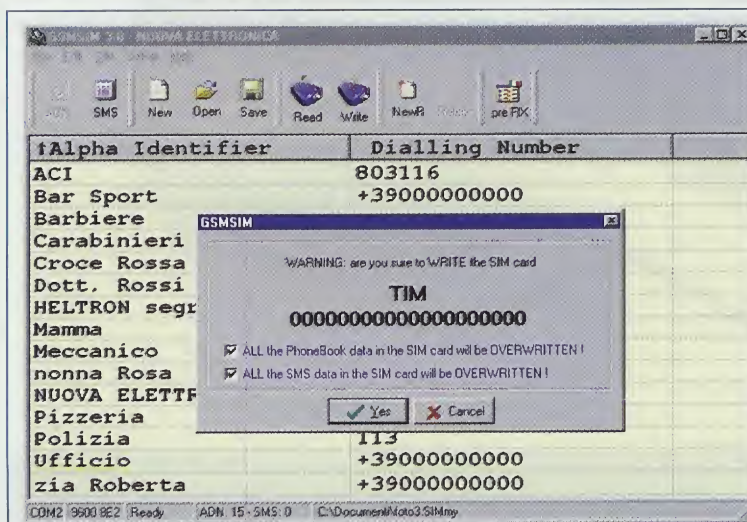 GSMSIM 3.0 NUOVA ELETTRONICA
SMS New Open Save Read Write NewR pre FIX
↑Alpha Identifier Dialling Number
ACI 803116
Bar Sport +39000000000
Barbiere
Carabinieri
Croce Rossa
Dott. Rossi
HELTRON segr
Mamma
Meccanico
nonna Rosa
NUOVA ELETTR
Pizzeria
Polizia 113
Ufficio +39000000000
zia Roberta +39000000000
GSMSIM
WARNING: are you sure to WRITE the SIM card
TIM
00000000000000000000
ALL the PhoneBook data in the SIM card will be OVERWRITTEN !
ALL the SMS data in the SIM card will be OVERWRITTEN !
Yes Cancel
COM2 9600 8E2 Ready ADN: 15 - SMS: 0 C:\Documenti\foto3.SIMmy